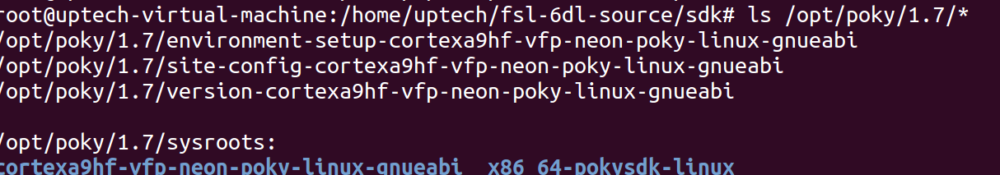 root@uptech-virtual-machine:/home/uptech/fsl-6dl-source/sdk# ls /opt/poky/1.7/*
/opt/poky/1.7/environment-setup-cortexa9hf-vfp-neon-poky-linux-gnueabi
/opt/poky/1.7/site-config-cortexa9hf-vfp-neon-poky-linux-gnueabi
/opt/poky/1.7/version-cortexa9hf-vfp-neon-poky-linux-gnueabi
/opt/poky/1.7/sysroots:
cortexa9hf-vfp-neon-poky-linux-gnueabi x86_64-pokysdk-linux